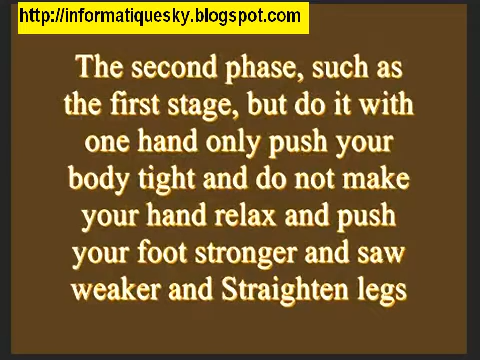 http://informatiquesky.blogspot.com/
The second phase, such as
the first stage, but do it with
one hand only push your
body tight and do not make
your hand relax and push
your foot stronger and saw
weaker and Straighten legs